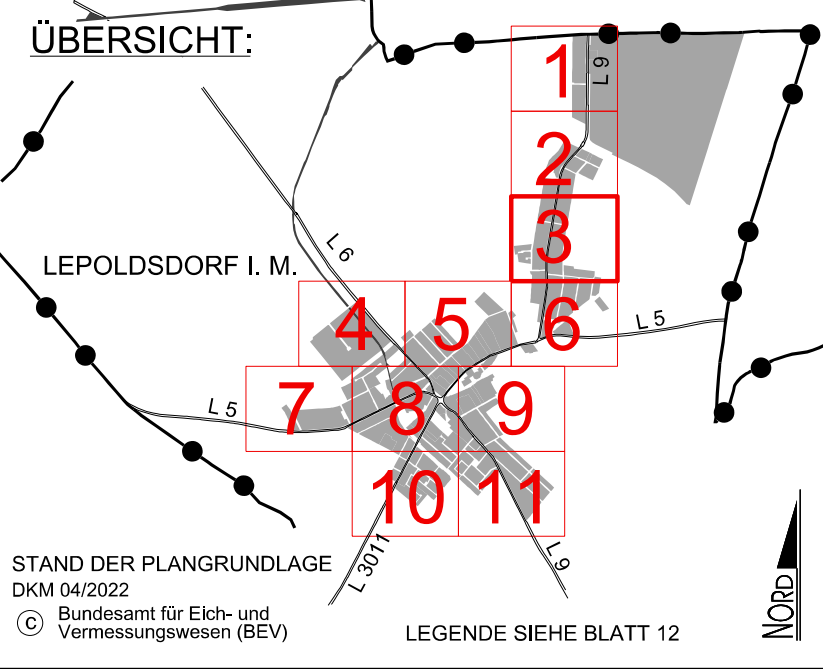 ÜBERSICHT:
1
L 9
2
3
L 6
LEPOLDSDORF I. M.
4
5
6
L 5
7
8
9
L 5
10
11
L 3011
L 9
STAND DER PLANGRUNDLAGE
DKM 04/2022
© Bundesamt für Eich- und
Vermessungswesen (BEV)
LEGENDE SIEHE BLATT 12
NORD